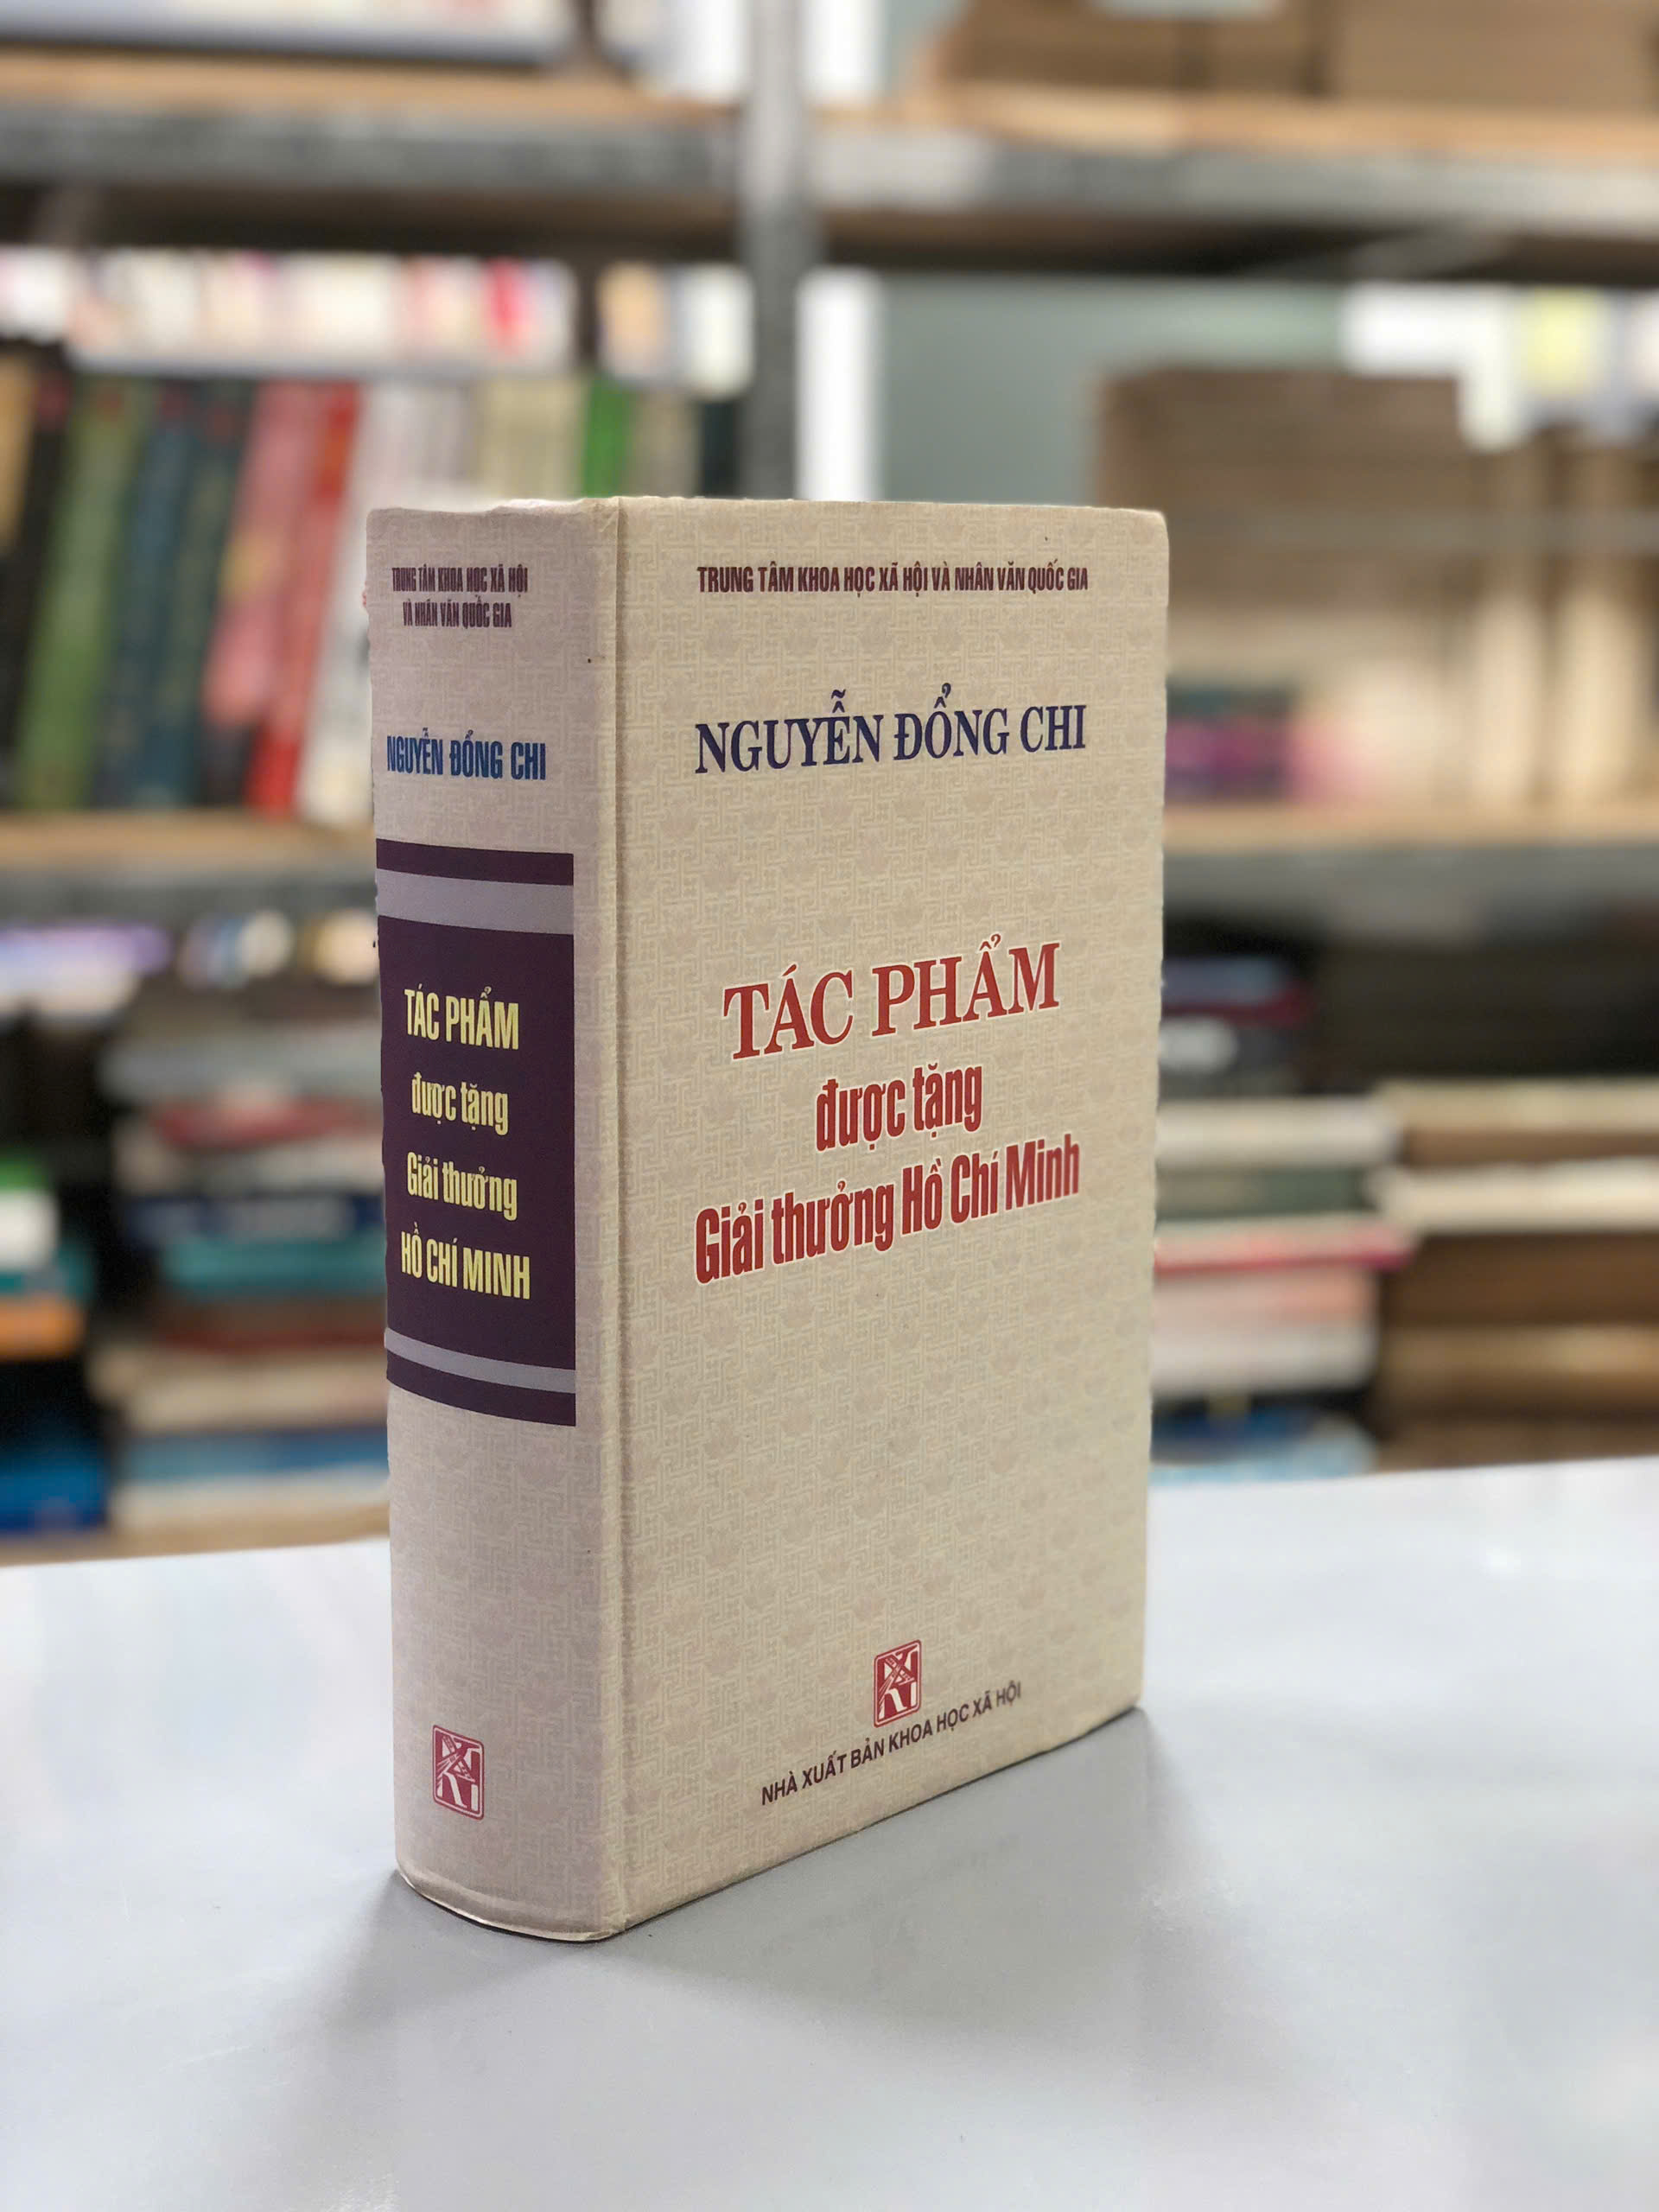 TRUNG TÂM KHOA HỌC XÃ HỘI
VÀ NHÂN VĂN QUỐC GIA
NGUYỄN ĐỔNG CHI
TÁC PHẨM
được tặng
Giải thưởng
HỒ CHÍ MINH
TRUNG TÂM KHOA HỌC XÃ HỘI VÀ NHÂN VĂN QUỐC GIA
NGUYỄN ĐỔNG CHI
TÁC PHẨM
được tặng
Giải thưởng Hồ Chí Minh
NHÀ XUẤT BẢN KHOA HỌC XÃ HỘI